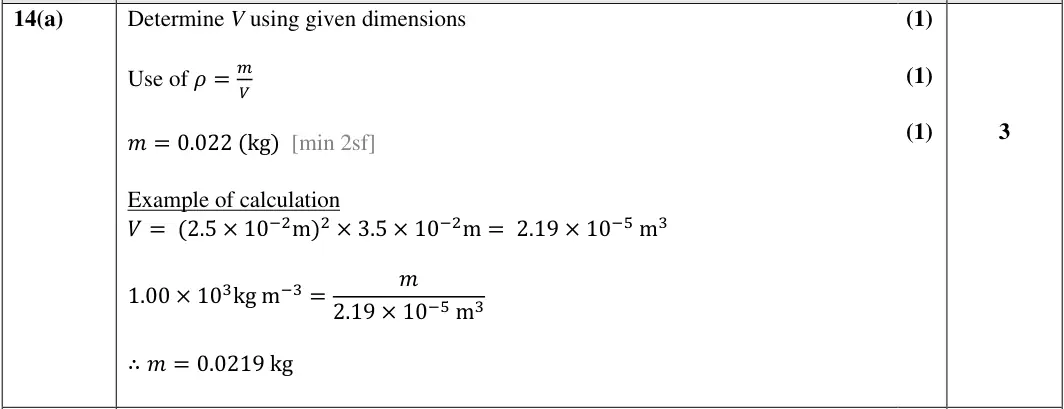 14(a) Determine V using given dimensions (1)
Use of ρ = m/V (1)
m = 0.022 (kg) [min 2sf] (1) 3
Example of calculation
V = (2.5 × 10⁻²m)² × 3.5 × 10⁻²m = 2.19 × 10⁻⁵ m³
1.00 × 10³kg m⁻³ = m / 2.19 × 10⁻⁵ m³
∴ m = 0.0219 kg